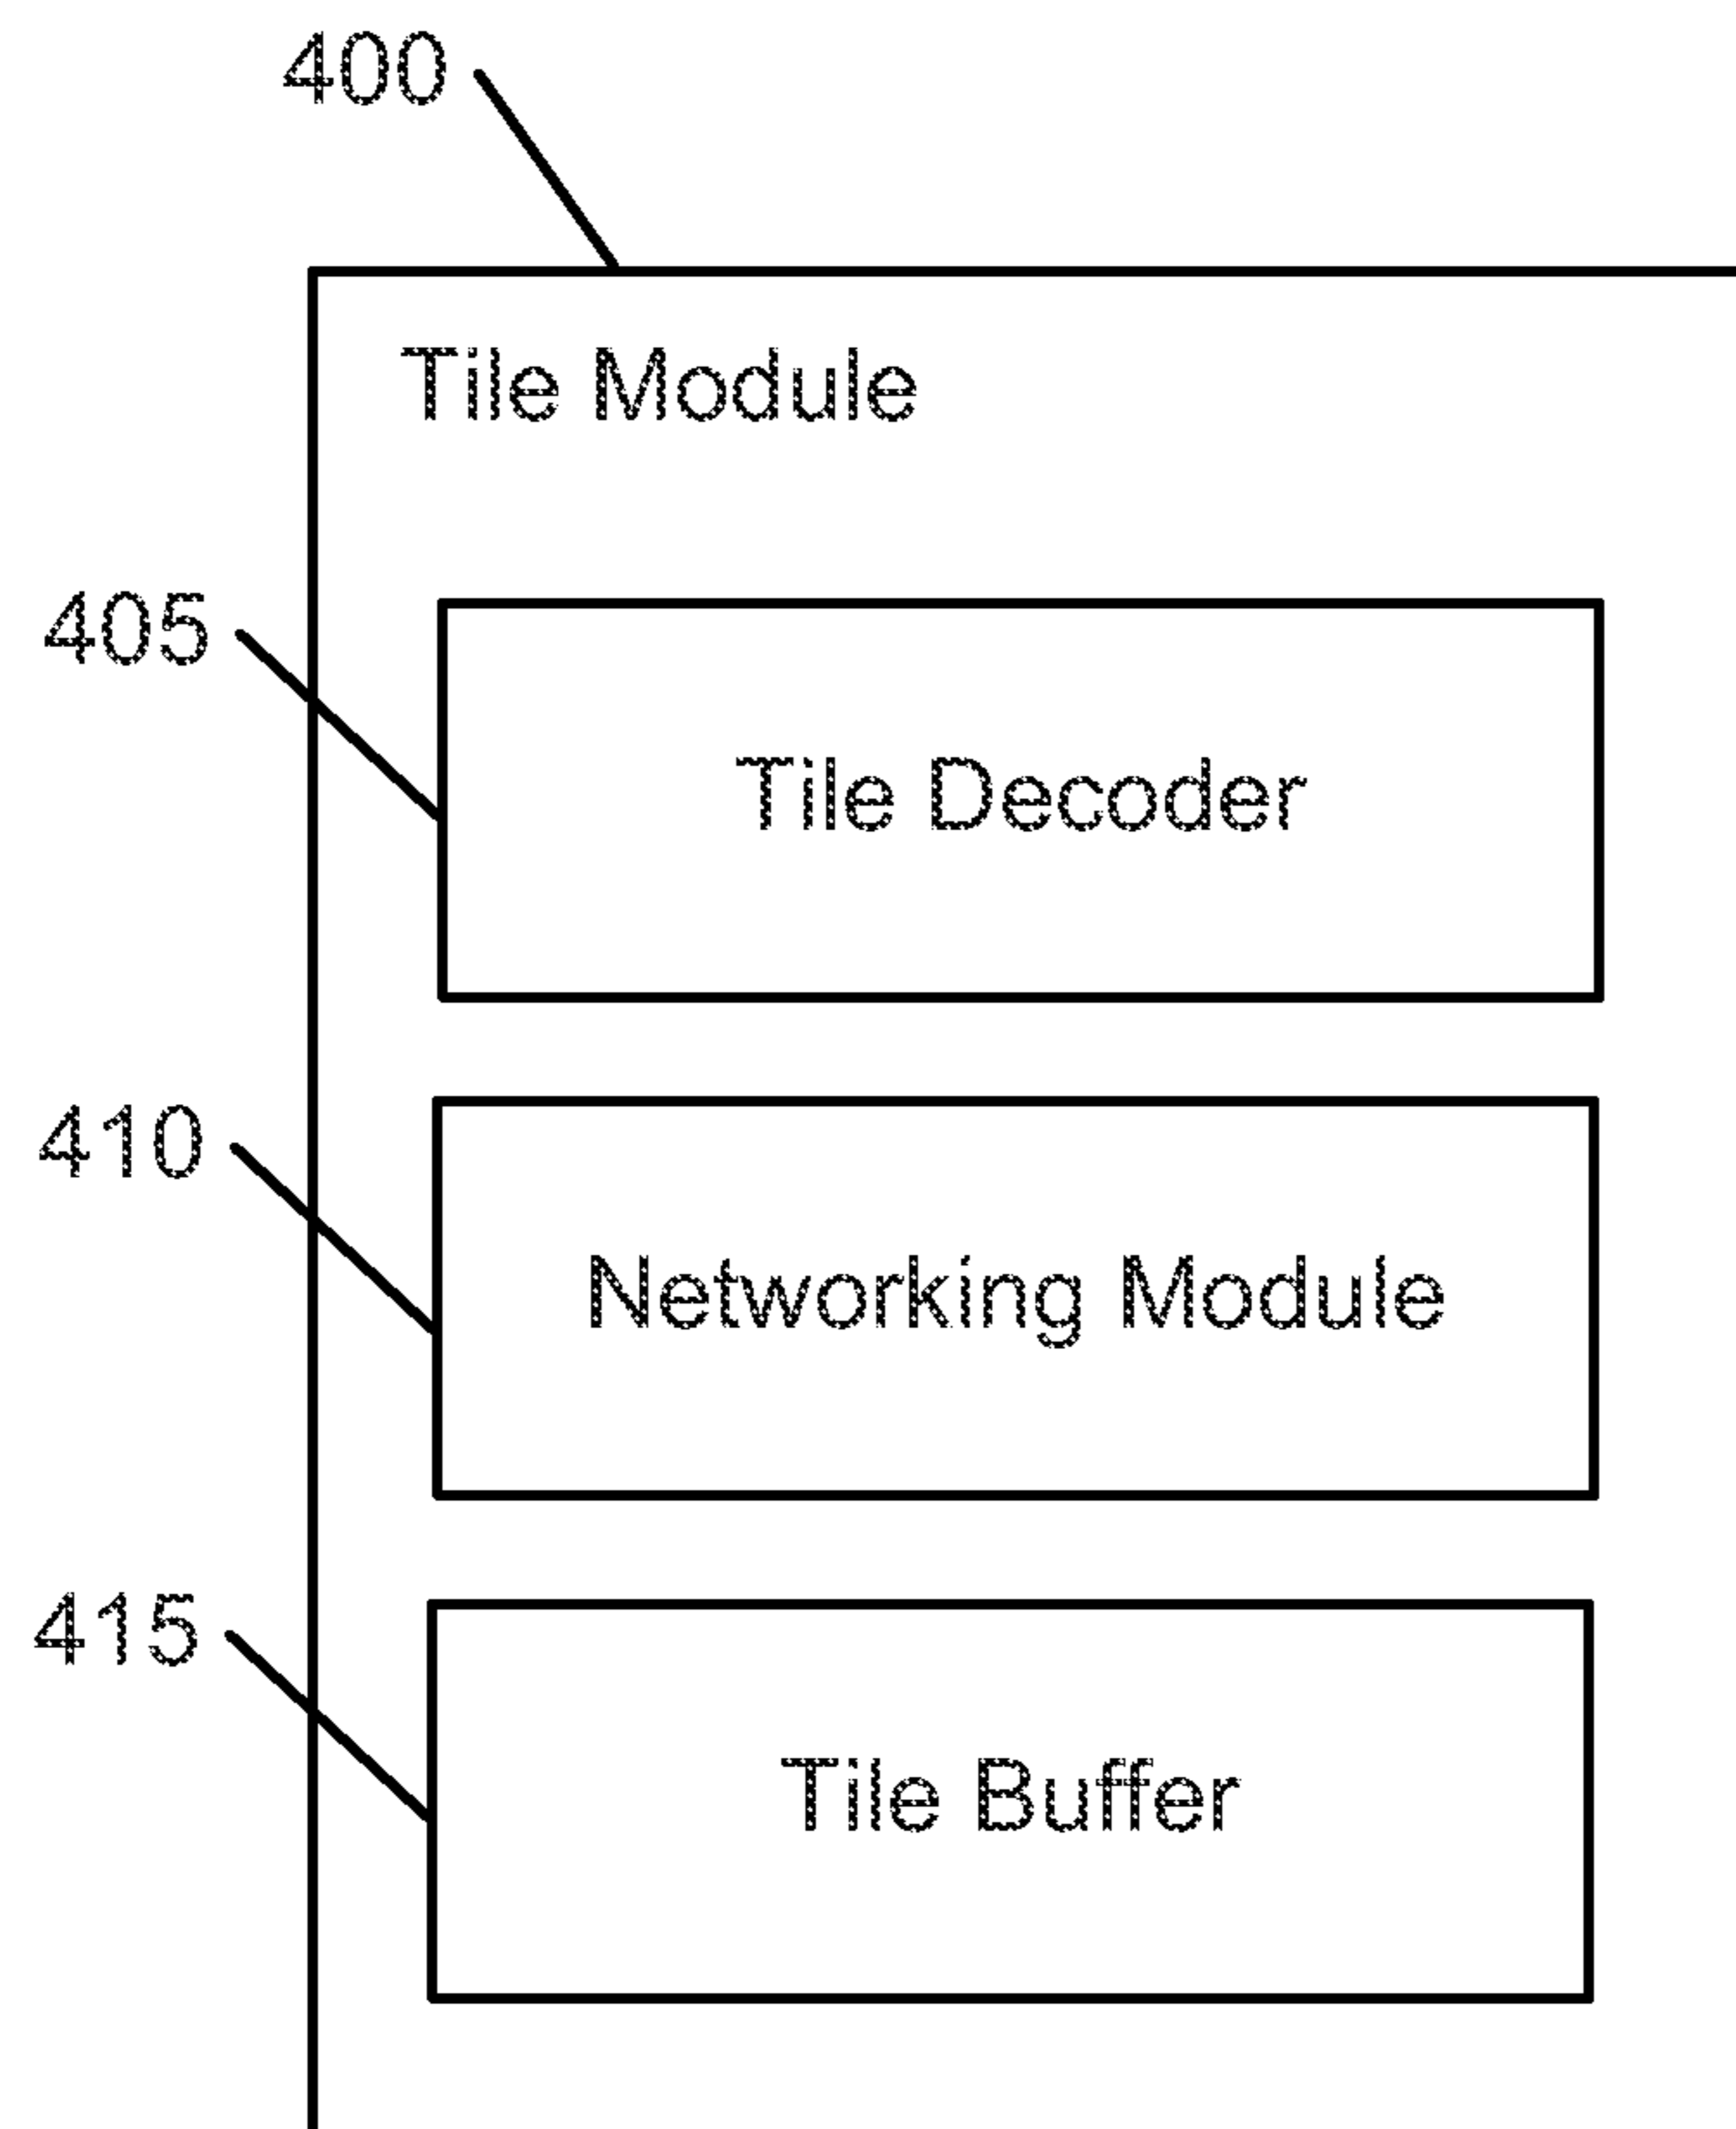 400
Tile Module
405
Tile Decoder
410
Networking Module
415
Tile Buffer